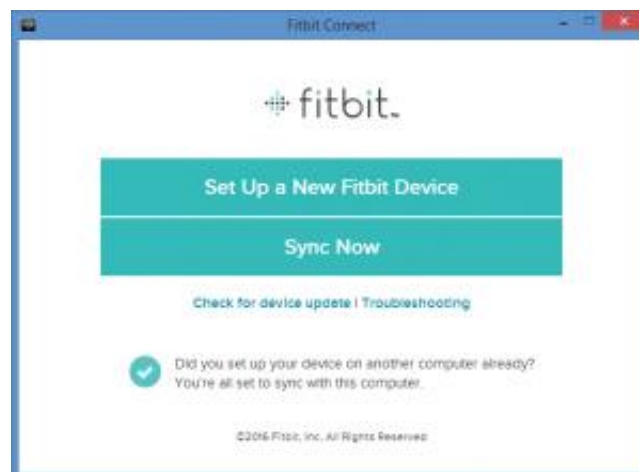 Fitbit Connect
fitbit™
Set Up a New Fitbit Device
Sync Now
Check for device update | Troubleshooting
Did you set up your device on another computer already?
You're all set to sync with this computer.
©2016 Fitbit, Inc. All Rights Reserved